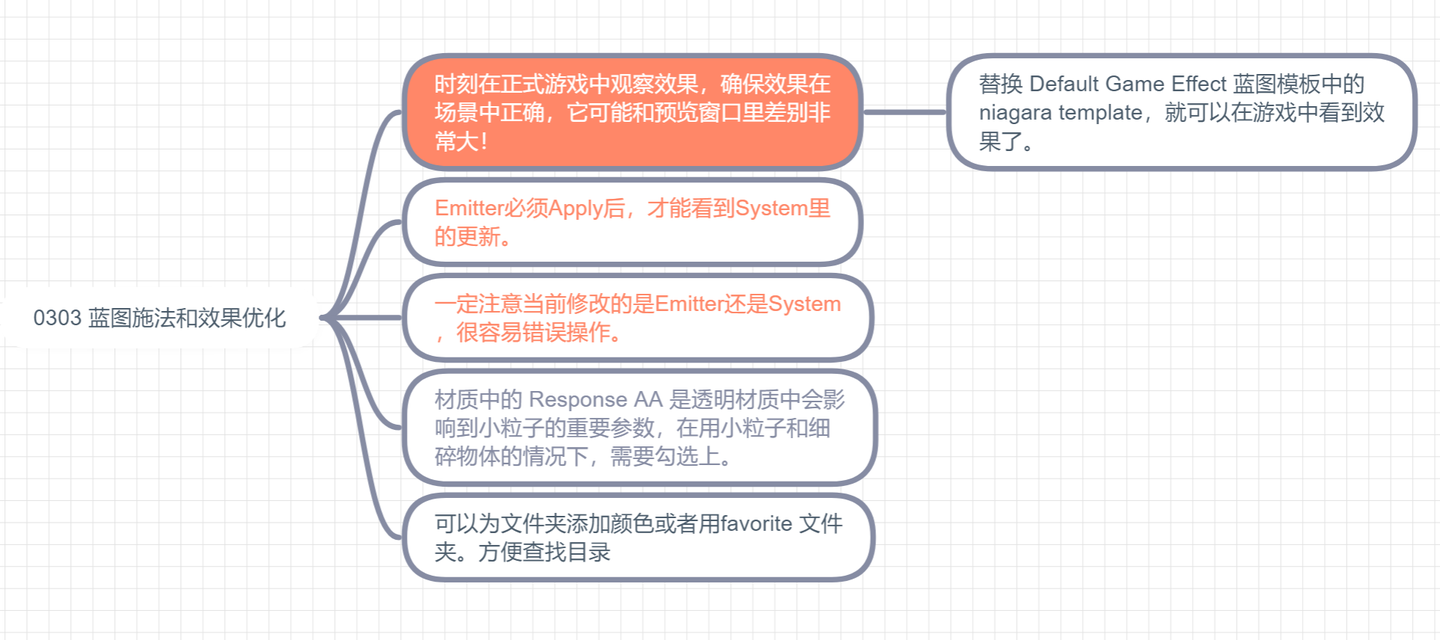 时刻在正式游戏中观察效果，确保效果在
场景中正确，它可能和预览窗口里差别非
常大！
替换 Default Game Effect 蓝图模板中的
niagara template，就可以在游戏中看到效
果了。
Emitter必须Apply后，才能看到System里
的更新。
0303 蓝图施法和效果优化
一定注意当前修改的是Emitter还是System
，很容易错误操作。
材质中的 Response AA 是透明材质中会影
响到小粒子的重要参数，在用小粒子和细
碎物体的情况下，需要勾选上。
可以为文件夹添加颜色或者用favorite 文件
夹。方便查找目录